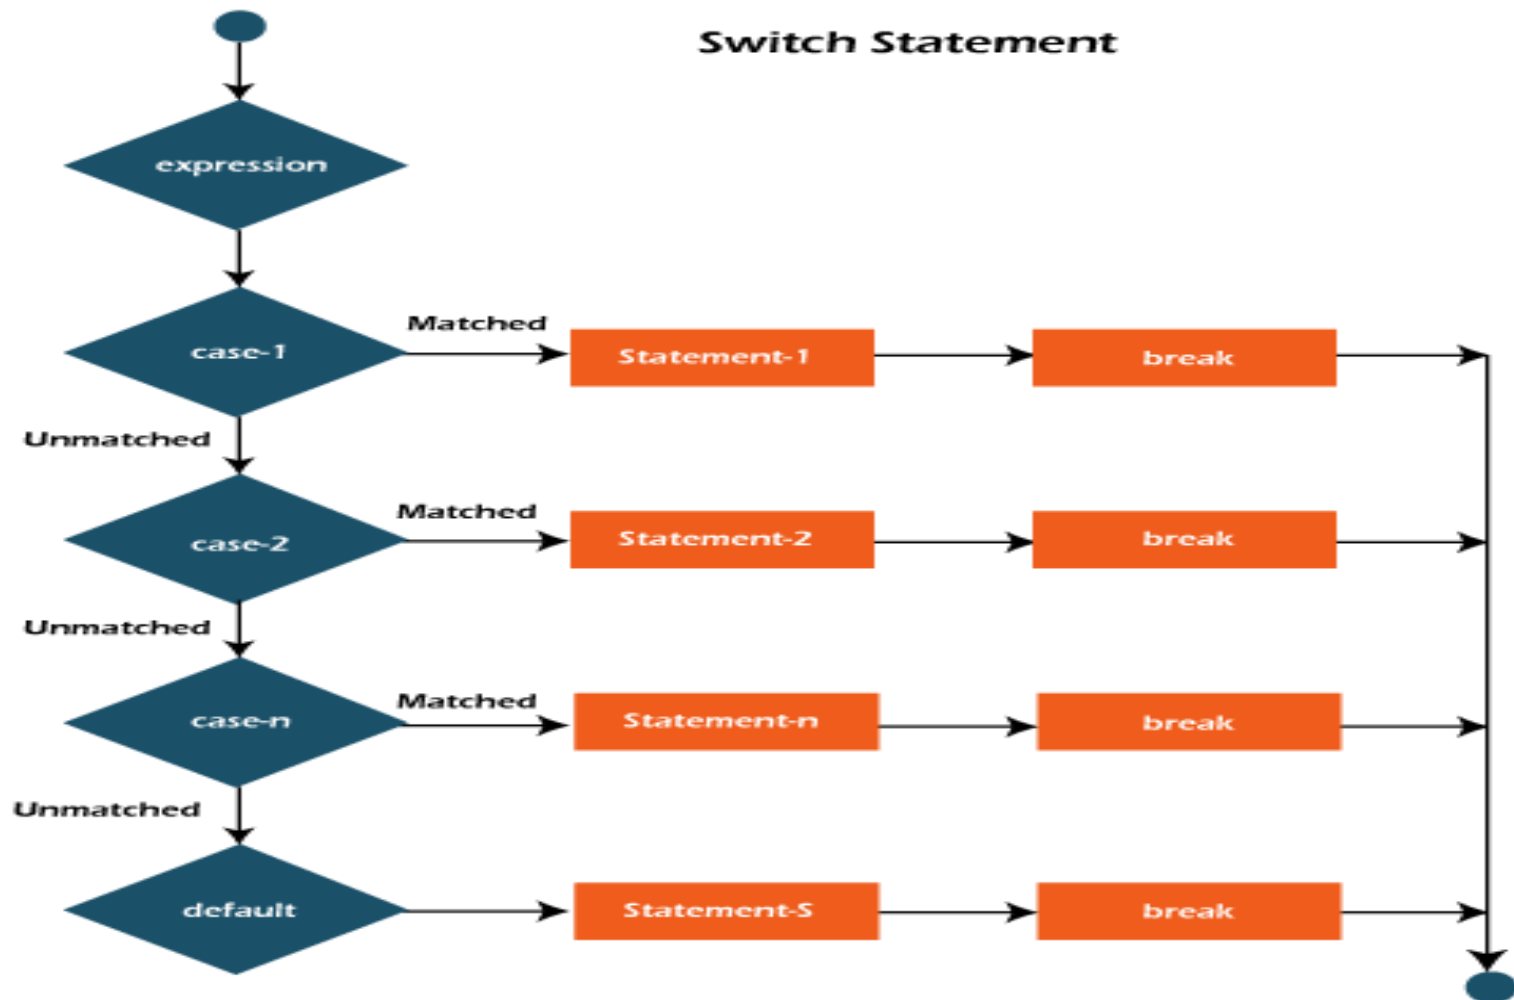 Switch Statement
expression
case-1
Matched
Statement-1
break
Unmatched
case-2
Matched
Statement-2
break
Unmatched
case-n
Matched
Statement-n
break
Unmatched
default
Statement-S
break